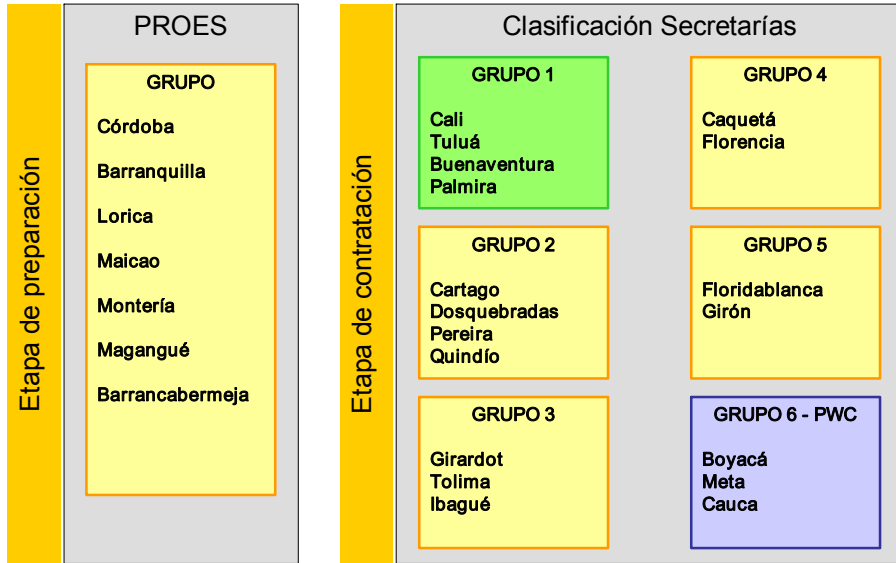 Etapa de preparación
PROES
GRUPO
Córdoba
Barranquilla
Lorica
Maicao
Montería
Magangué
Barrancabermeja
Etapa de contratación
Clasificación Secretarías
GRUPO 1
Cali
Tuluá
Buenaventura
Palmira
GRUPO 2
Cartago
Dosquebradas
Pereira
Quindío
GRUPO 3
Girardot
Tolima
Ibagué
GRUPO 4
Caquetá
Florencia
GRUPO 5
Floridablanca
Girón
GRUPO 6 - PWC
Boyacá
Meta
Cauca